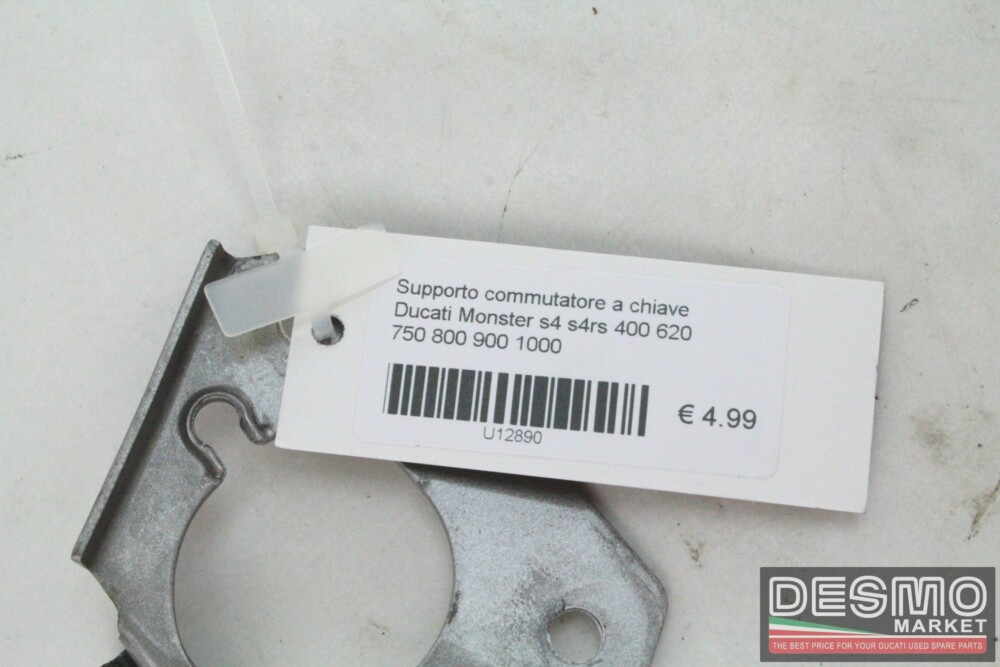 Supporto commutatore a chiave
Ducati Monster s4 s4rs 400 620
750 800 900 1000
€ 4.99
U12890
DESMO
MARKET
THE BEST PRICE FOR YOUR DUCATI USED SPARE PARTS